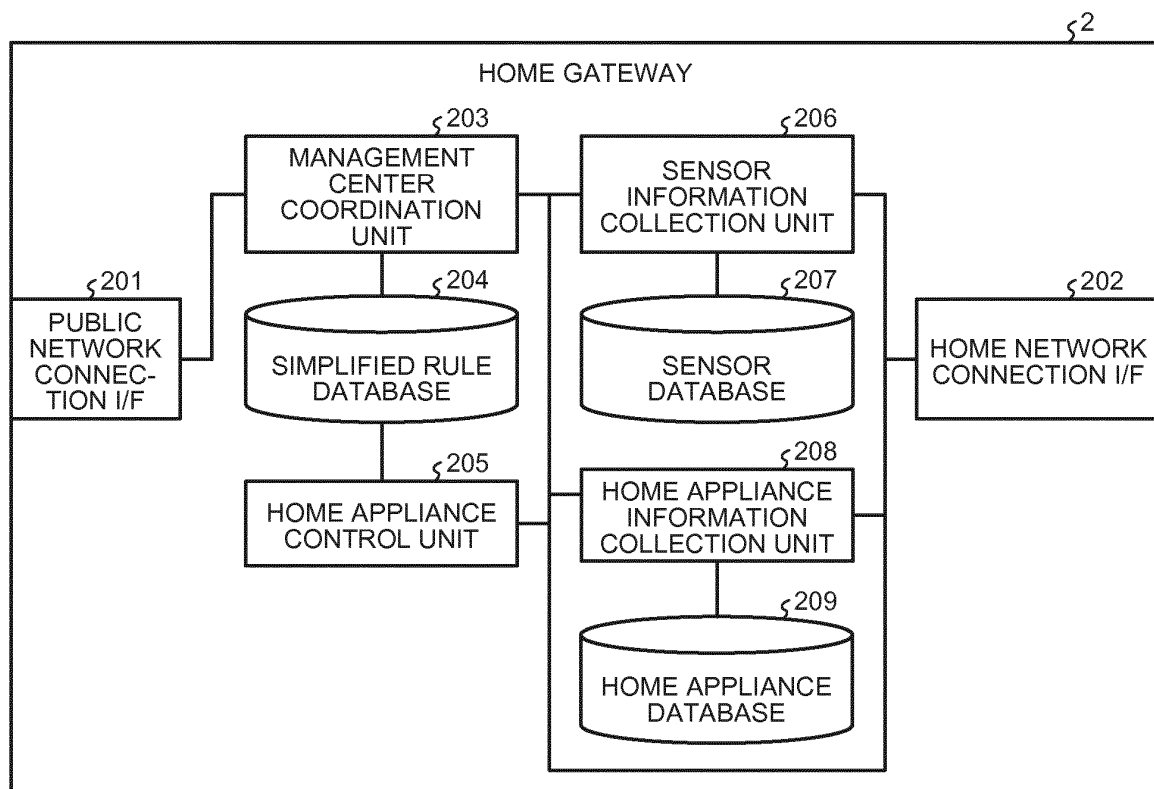 2
HOME GATEWAY
203
MANAGEMENT
CENTER
COORDINATION
UNIT
206
SENSOR
INFORMATION
COLLECTION UNIT
201
PUBLIC
NETWORK
CONNEC-
TION I/F
204
SIMPLIFIED RULE
DATABASE
207
SENSOR
DATABASE
202
HOME NETWORK
CONNECTION I/F
205
HOME APPLIANCE
CONTROL UNIT
208
HOME APPLIANCE
INFORMATION
COLLECTION UNIT
209
HOME APPLIANCE
DATABASE